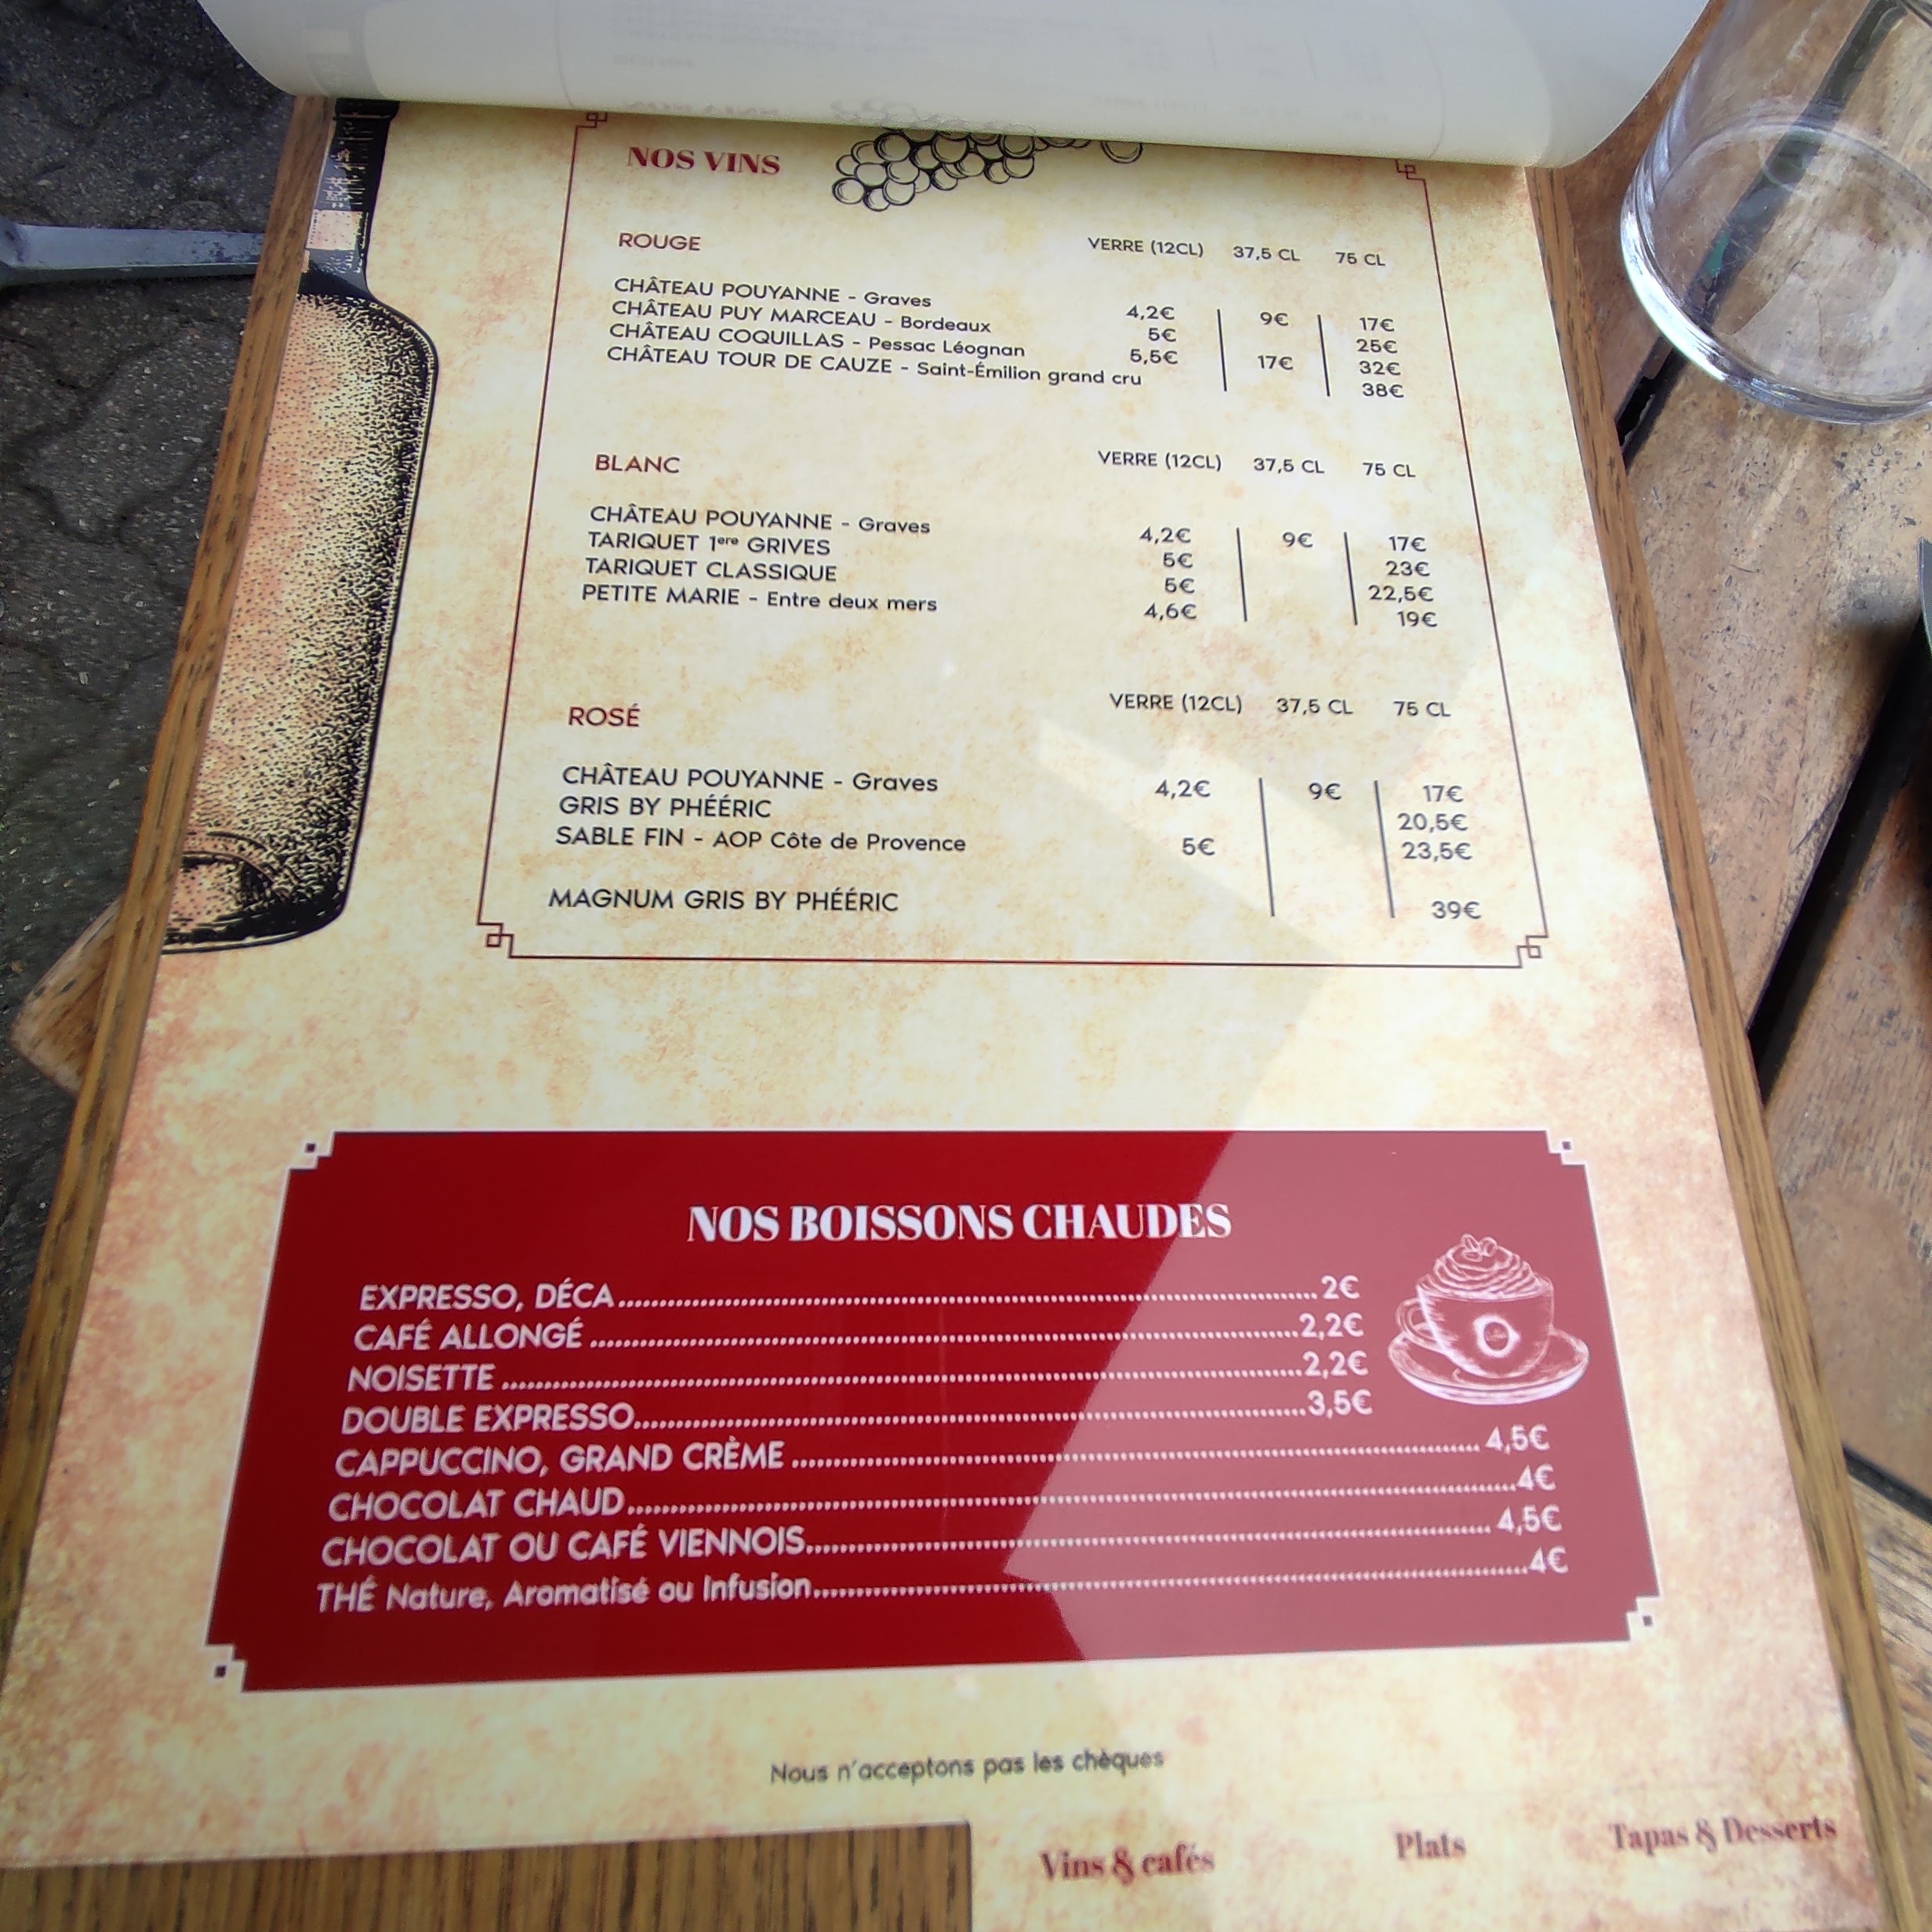 NOS VINS
ROUGE VERRE (12CL) 37,5 CL 75 CL
CHÂTEAU POUYANNE - Graves 4,2€ 9€ 17€
CHÂTEAU PUY MARCEAU - Bordeaux 5€ 25€
CHÂTEAU COQUILLAS - Pessac Léognan 5,5€ 17€ 32€
CHÂTEAU TOUR DE CAUZE - Saint-Émilion grand cru 38€
BLANC VERRE (12CL) 37,5 CL 75 CL
CHÂTEAU POUYANNE - Graves 4,2€ 9€ 17€
TARIQUET 1ere GRIVES 5€ 23€
TARIQUET CLASSIQUE 5€ 22,5€
PETITE MARIE - Entre deux mers 4,6€ 19€
ROSÉ VERRE (12CL) 37,5 CL 75 CL
CHÂTEAU POUYANNE - Graves 4,2€ 9€ 17€
GRIS BY PHÉÉRIC 20,5€
SABLE FIN - AOP Côte de Provence 5€ 23,5€
MAGNUM GRIS BY PHÉÉRIC 39€
NOS BOISSONS CHAUDES
EXPRESSO, DÉCA 2€
CAFÉ ALLONGÉ 2,2€
NOISETTE 2,2€
DOUBLE EXPRESSO 3,5€
CAPPUCCINO, GRAND CRÈME 4,5€
CHOCOLAT CHAUD 4€
CHOCOLAT OU CAFÉ VIENNOIS 4,5€
THÉ Nature, Aromatisé ou Infusion 4€
Nous n'acceptons pas les chèques
Vins & cafés Plats Tapas & Desserts